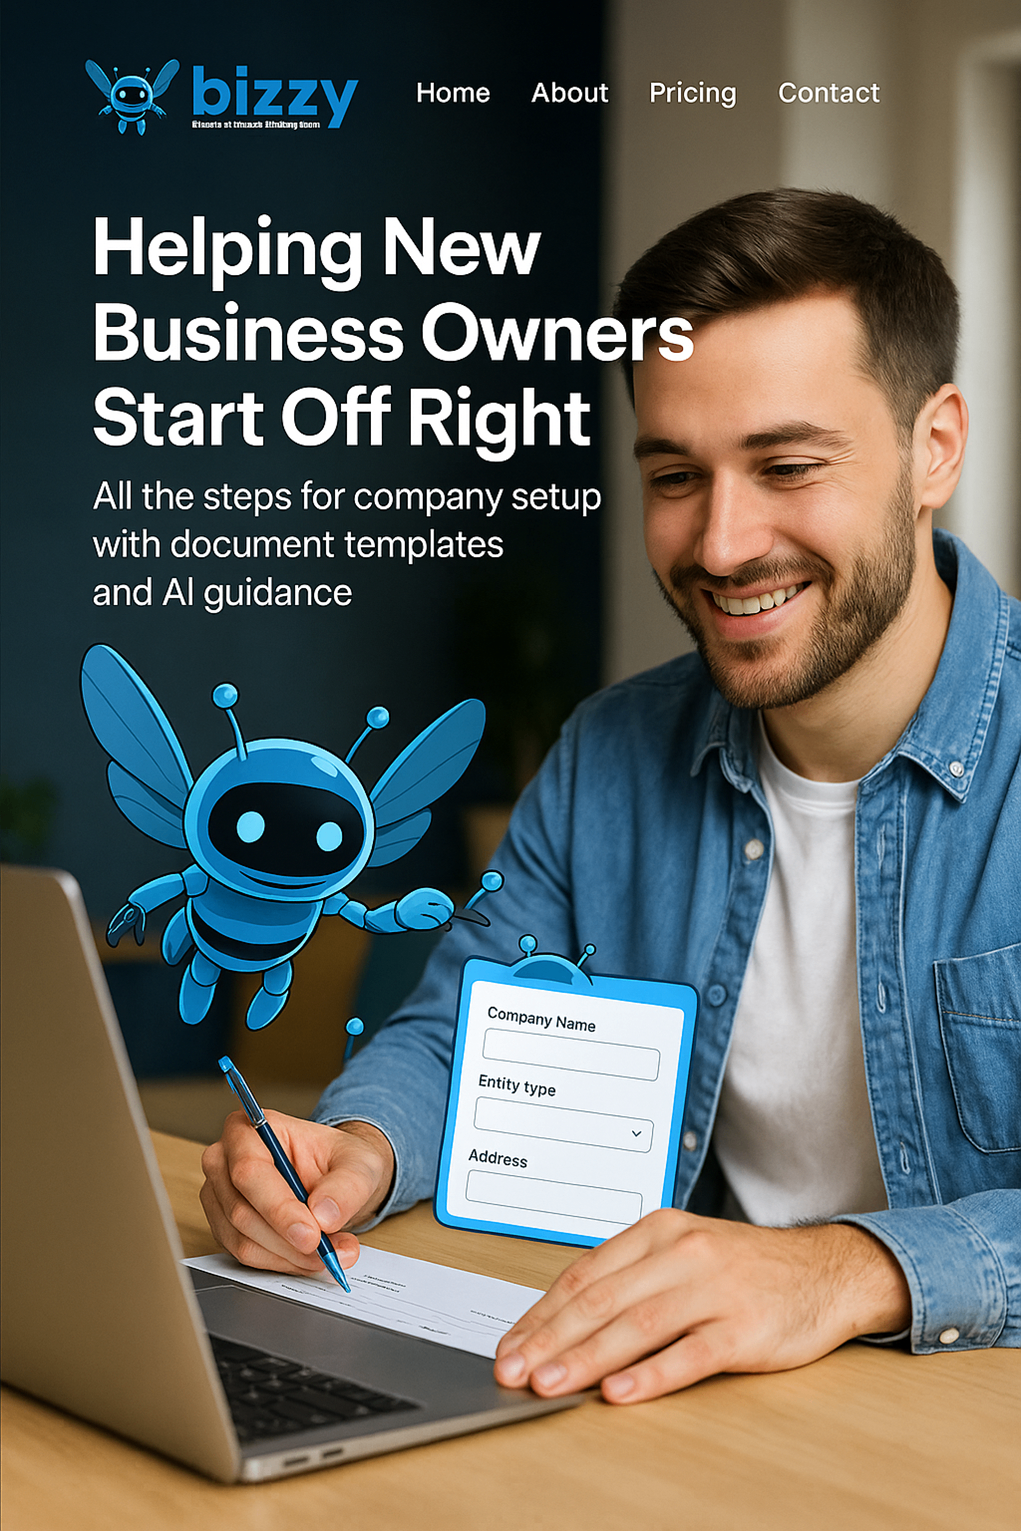 bizzy
Home About Pricing Contact
Helping New
Business Owners
Start Off Right
All the steps for company setup
with document templates
and AI guidance
Company Name
Entity type
Address